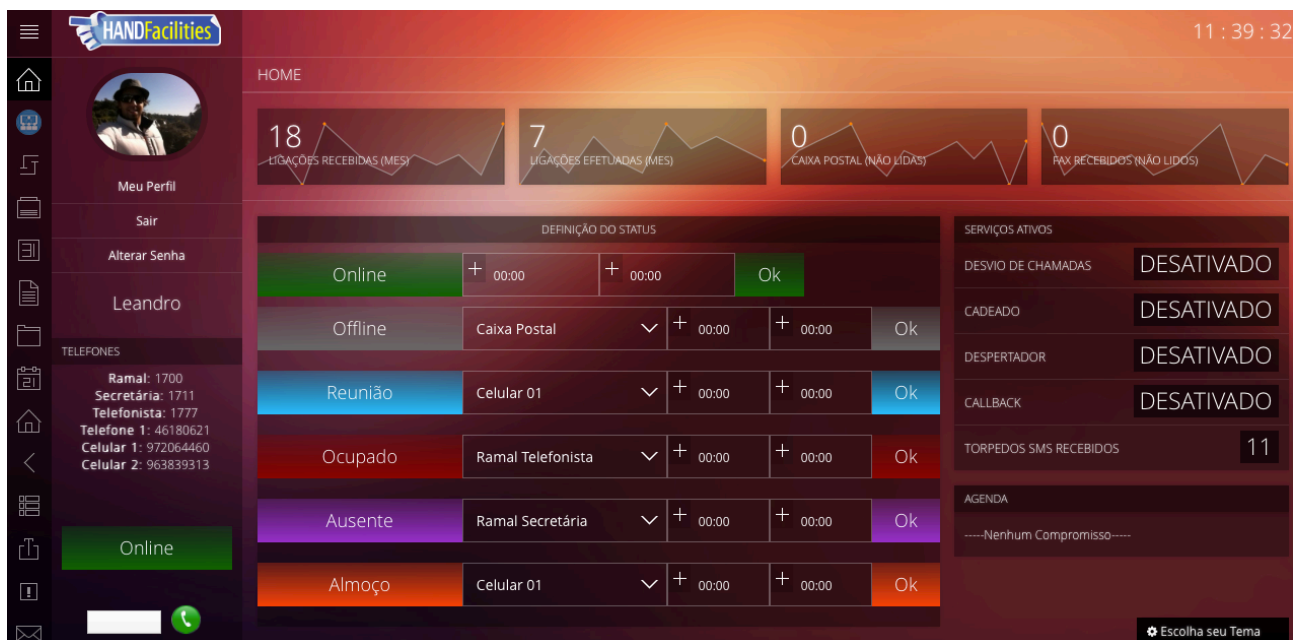 HANDFacilities
11 : 39 : 32
HOME
18
LIGAÇÕES RECEBIDAS (MES)
7
LIGAÇÕES EFETUADAS (MES)
0
CAIXA POSTAL (NÃO LIDAS)
0
FAX RECEBIDOS (NÃO LIDOS)
Meu Perfil
Sair
Alterar Senha
Leandro
TELEFONES
Ramal: 1700
Secretária: 1711
Telefonista: 1777
Telefone 1: 46180621
Celular 1: 972064460
Celular 2: 963839313
Online
DEFINIÇÃO DO STATUS
Online + 00:00 + 00:00 Ok
Offline Caixa Postal + 00:00 + 00:00 Ok
Reunião Celular 01 + 00:00 + 00:00 Ok
Ocupado Ramal Telefonista + 00:00 + 00:00 Ok
Ausente Ramal Secretária + 00:00 + 00:00 Ok
Almoço Celular 01 + 00:00 + 00:00 Ok
SERVIÇOS ATIVOS
DESVIO DE CHAMADAS DESATIVADO
CADEADO DESATIVADO
DESPERTADOR DESATIVADO
CALLBACK DESATIVADO
TORPEDOS SMS RECEBIDOS 11
AGENDA
-----Nenhum Compromisso-----
Escolha seu Tema